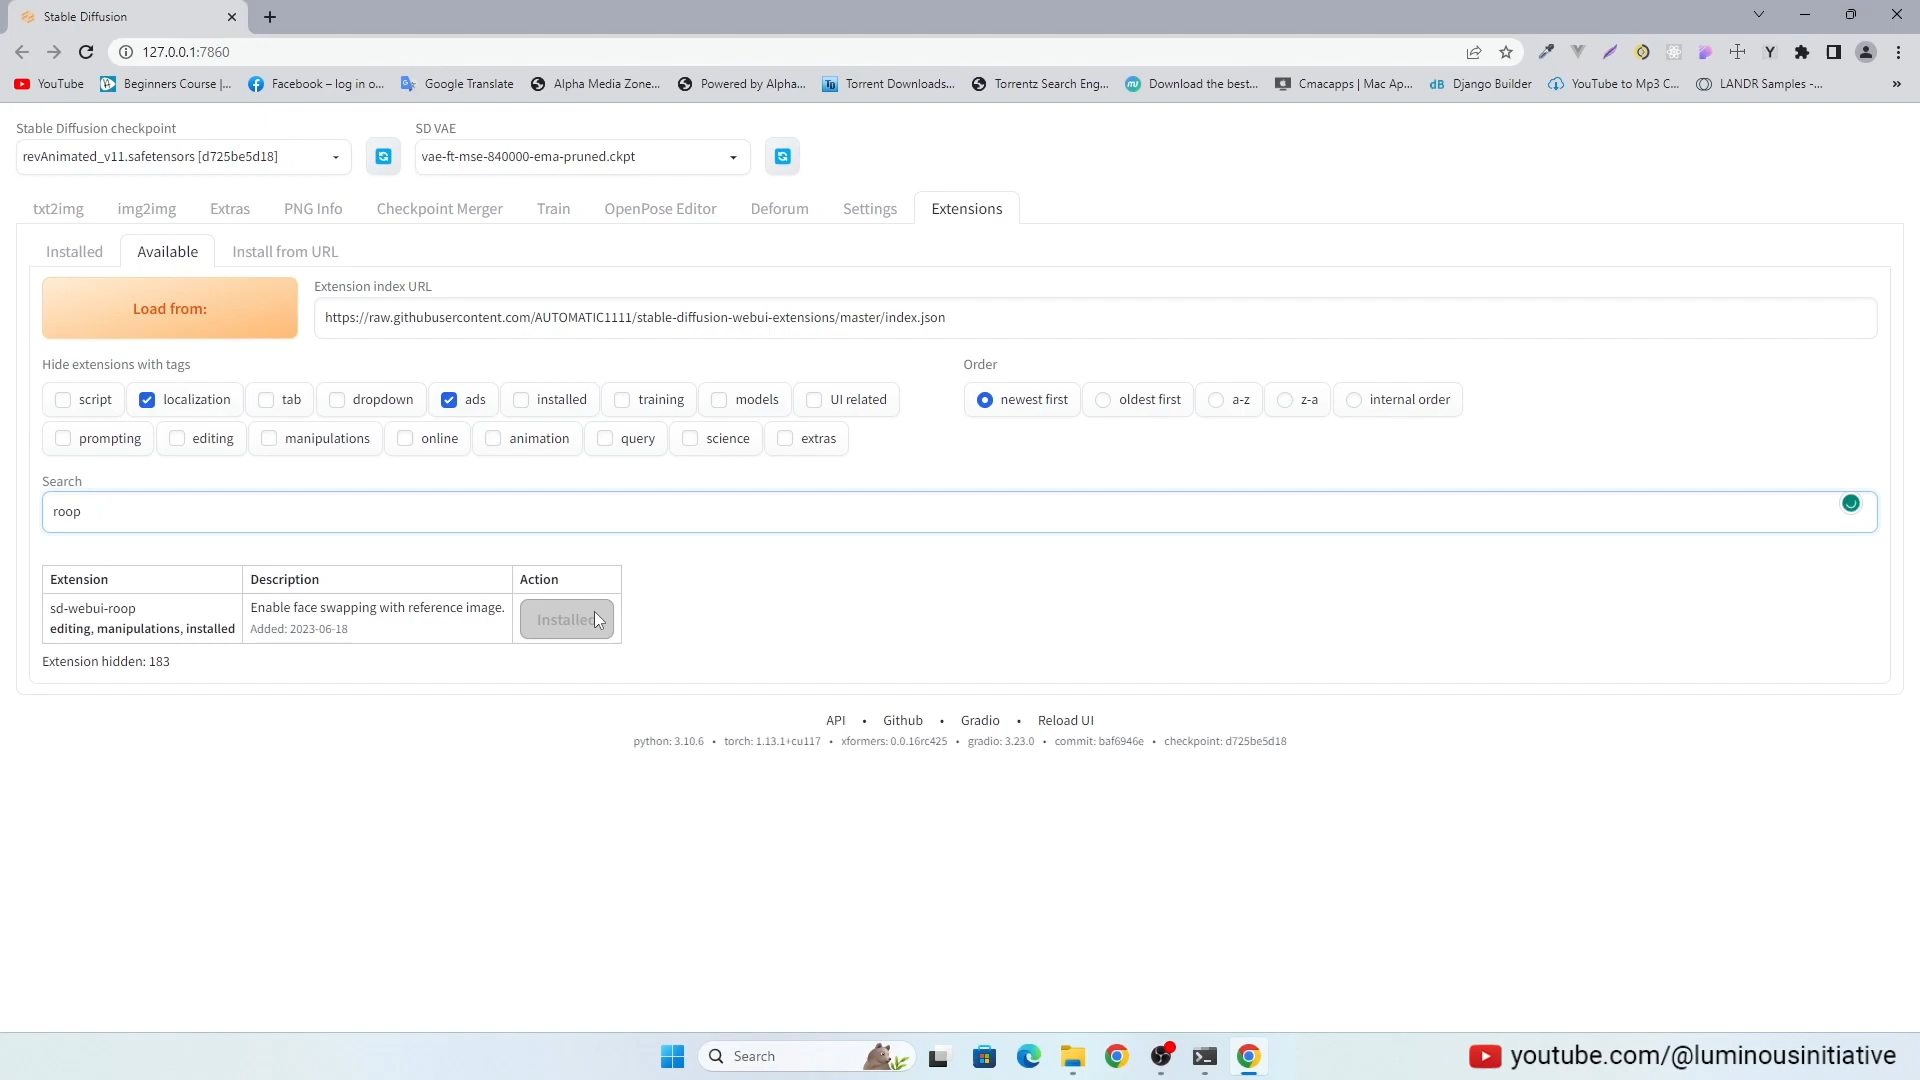 Stable Diffusion
127.0.0.1:7860
YouTube
Beginners Course |...
Facebook – log in o...
Google Translate
Alpha Media Zone...
Powered by Alpha...
Torrent Downloads...
Torrentz Search Eng...
Download the best...
Cmacapps | Mac Ap...
Django Builder
YouTube to Mp3 C...
LANDR Samples -...
»
Stable Diffusion checkpoint
SD VAE
revAnimated_v11.safetensors [d725be5d18]
vae-ft-mse-840000-ema-pruned.ckpt
txt2img
img2img
Extras
PNG Info
Checkpoint Merger
Train
OpenPose Editor
Deforum
Settings
Extensions
Installed
Available
Install from URL
Load from:
Extension index URL
https://raw.githubusercontent.com/AUTOMATIC1111/stable-diffusion-webui-extensions/master/index.json
Hide extensions with tags
Order
script
localization
tab
dropdown
ads
installed
training
models
UI related
newest first
oldest first
a-z
z-a
internal order
prompting
editing
manipulations
online
animation
query
science
extras
Search
roop
Extension
Description
Action
sd-webui-roop
Enable face swapping with reference image.
Installed
editing, manipulations, installed
Added: 2023-06-18
Extension hidden: 183
API • Github • Gradio • Reload UI
python: 3.10.6 • torch: 1.13.1+cu117 • xformers: 0.0.16rc425 • gradio: 3.23.0 • commit: baf6946e • checkpoint: d725be5d18
Search
youtube.com/@luminousinitiative